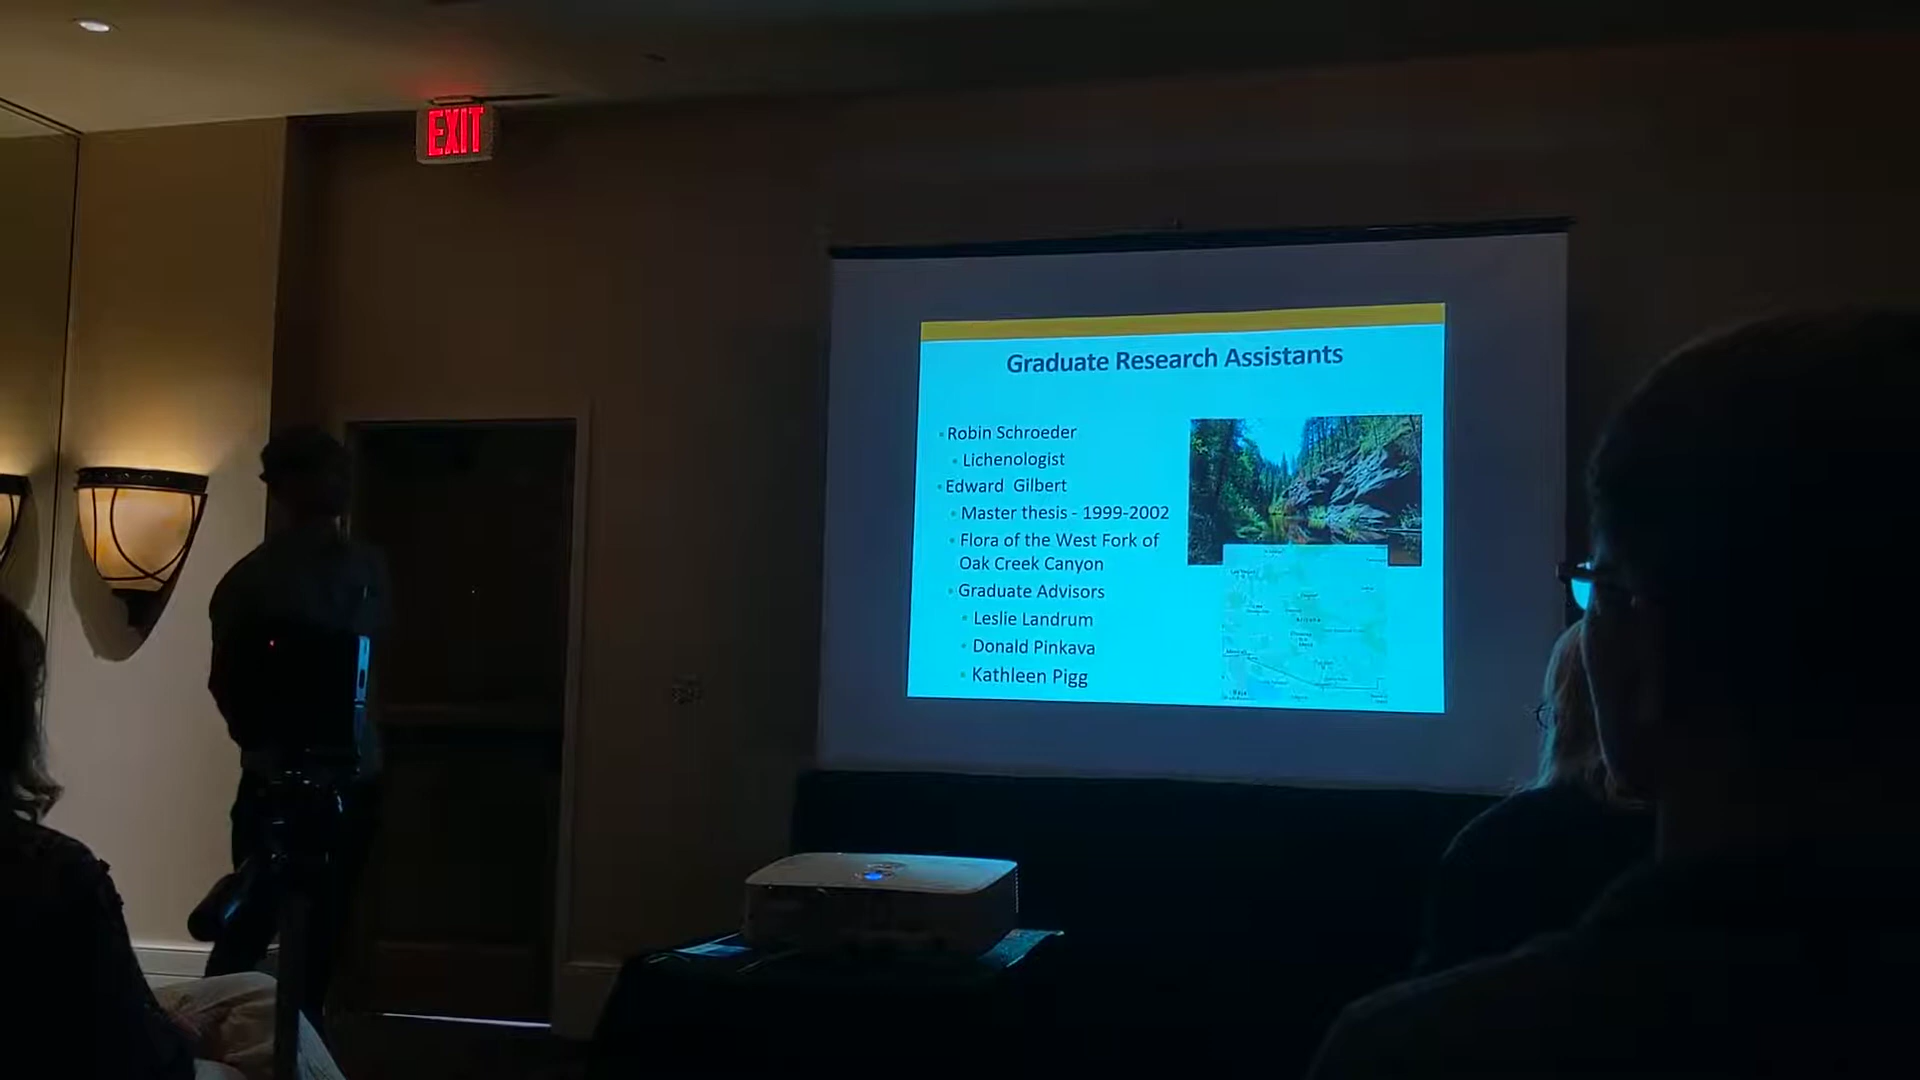 EXIT
Graduate Research Assistants
Robin Schroeder
Lichenologist
Edward Gilbert
Master thesis - 1999-2002
Flora of the West Fork of
Oak Creek Canyon
Graduate Advisors
Leslie Landrum
Donald Pinkava
Kathleen Pigg